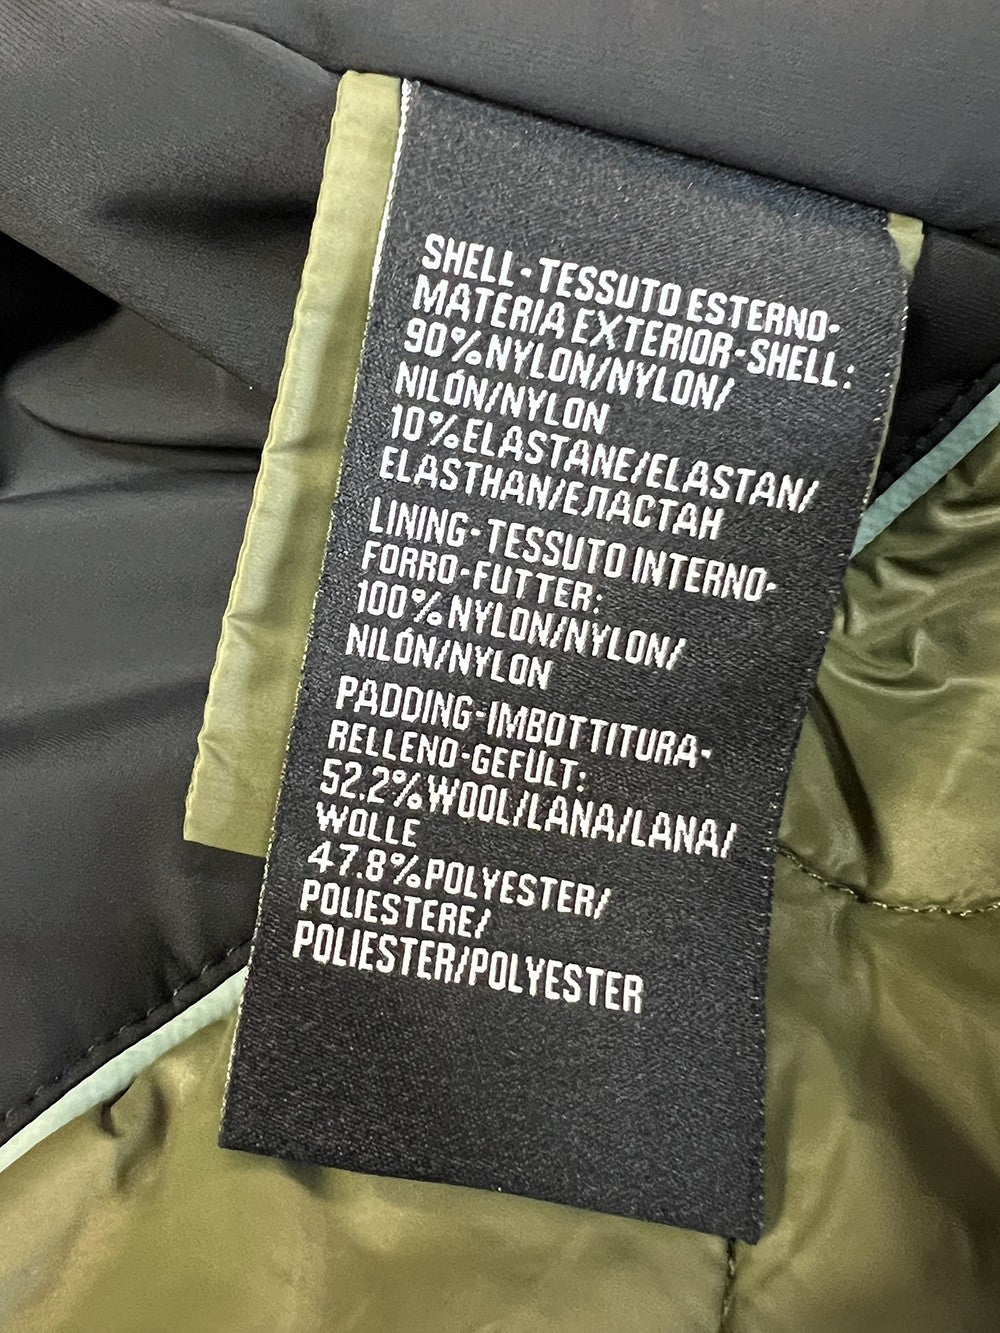 SHELL-TESSUTO ESTERNO-
MATERIA EXTERIOR-SHELL:
90%NYLON/NYLON/
NILÓN/NYLON
10%ELASTANE/ELASTAN/
ELASTHAN/ЕЛАСТАН
LINING-TESSUTO INTERNO-
FORRO-FUTTER:
100%NYLON/NYLON/
NILÓN/NYLON
PADDING-IMBOTTITURA-
RELLENO-GEFÜLT:
52.2%WOOL/LANA/LANA/
WOLLE
47.8%POLYESTER/
POLIESTERE/
POLIESTER/POLYESTER